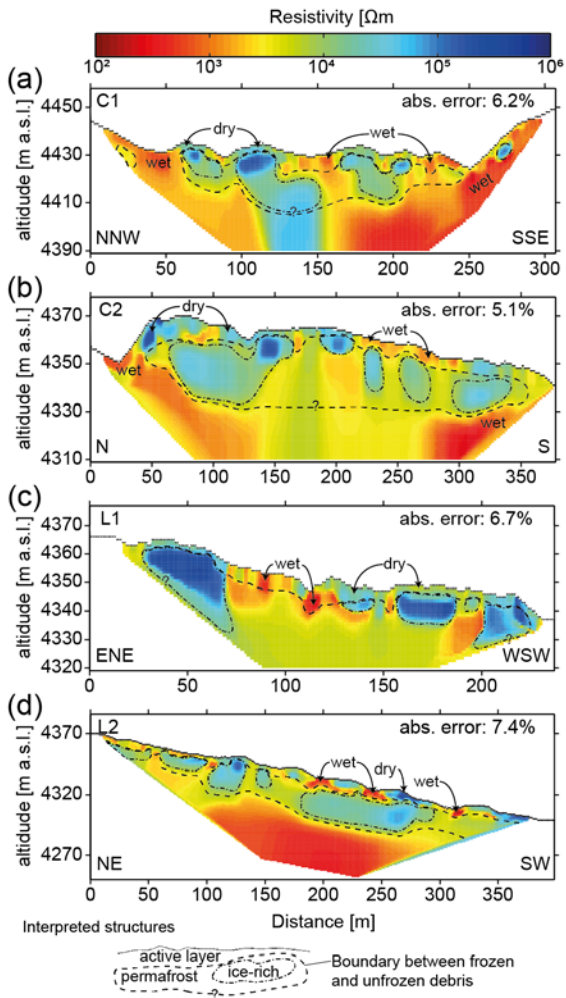 Resistivity [Ωm
10² 10³ 10⁴ 10⁵ 10⁶
(a)
C1
abs. error: 6.2%
dry
wet
wet
wet
?
4450
4430
4410
4390
altidude [m a.s.l.]
NNW
SSE
0 50 100 150 200 250 300
(b)
C2
abs. error: 5.1%
dry
wet
wet
wet
?
4370
4350
4330
4310
altidude [m a.s.l.]
N
S
0 50 100 150 200 250 300 350
(c)
L1
abs. error: 6.7%
wet
dry
?
?
4370
4360
4350
4340
4330
4320
altidude [m a.s.l.]
ENE
WSW
0 50 100 150 200
(d)
L2
abs. error: 7.4%
wet
dry
wet
4370
4320
4270
4250
altidude [m a.s.l.]
NE
SW
0 50 100 150 200 250 300 350
Distance [m]
Interpreted structures
active layer
permafrost
ice-rich
?
Boundary between frozen
and unfrozen debris